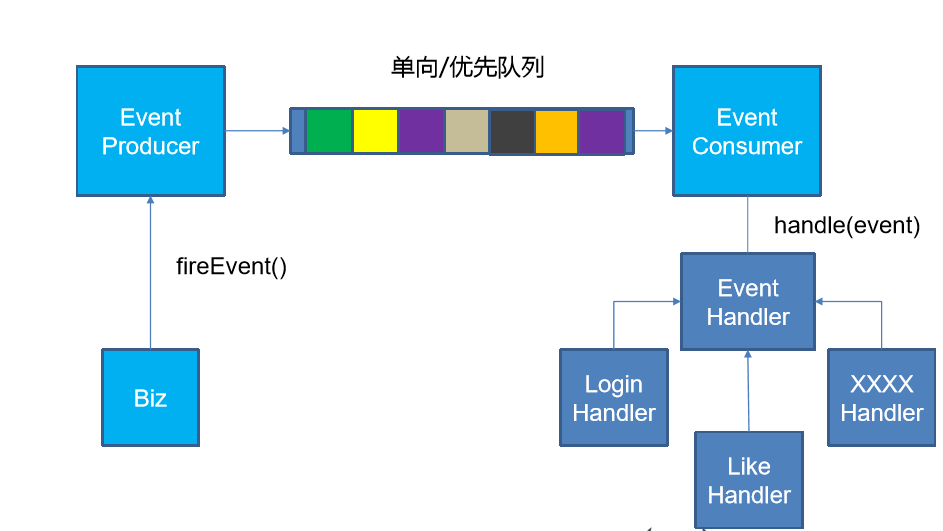 单向/优先队列
Event
Producer
Event
Consumer
handle(event)
fireEvent()
Event
Handler
Biz
Login
Handler
XXXX
Handler
Like
Handler